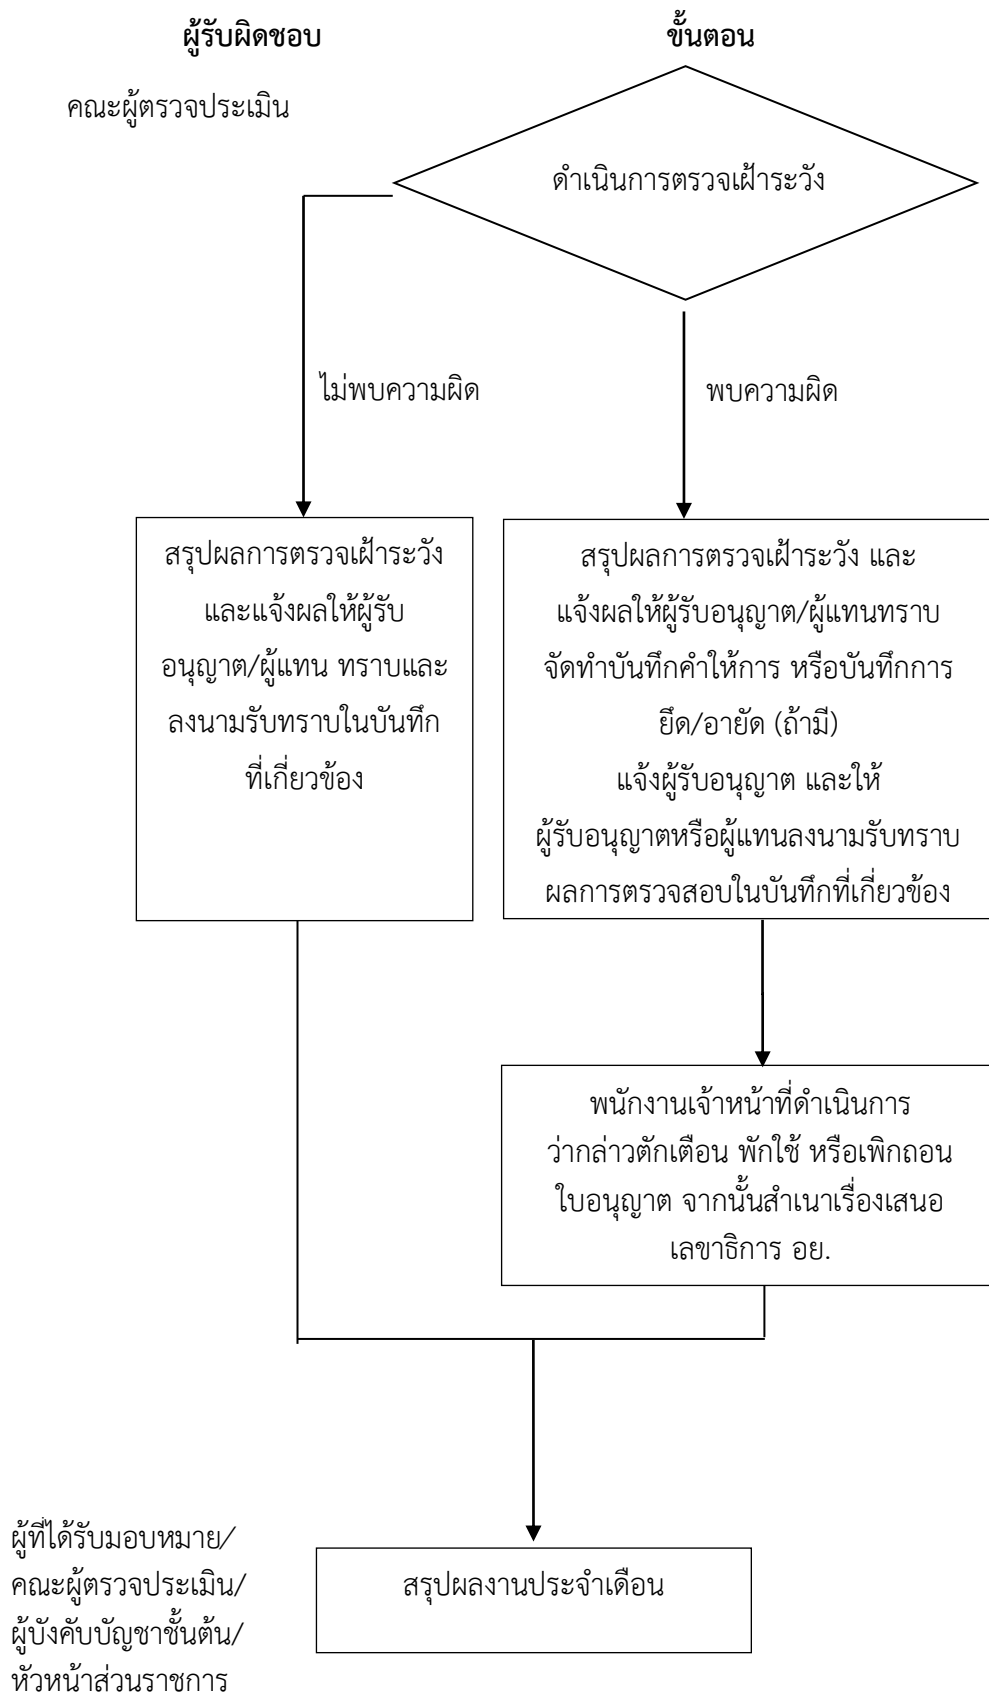 ผู้รับผิดชอบ
ขั้นตอน
คณะผู้ตรวจประเมิน
ดำเนินการตรวจเฝ้าระวัง
ไม่พบความผิด
พบความผิด
สรุปผลการตรวจเฝ้าระวัง
และแจ้งผลให้ผู้รับ
อนุญาต/ผู้แทน ทราบและ
ลงนามรับทราบในบันทึก
ที่เกี่ยวข้อง
สรุปผลการตรวจเฝ้าระวัง และ
แจ้งผลให้ผู้รับอนุญาต/ผู้แทนทราบ
จัดทำบันทึกคำให้การ หรือบันทึกการ
ยึด/อายัด (ถ้ามี)
แจ้งผู้รับอนุญาต และให้
ผู้รับอนุญาตหรือผู้แทนลงนามรับทราบ
ผลการตรวจสอบในบันทึกที่เกี่ยวข้อง
พนักงานเจ้าหน้าที่ดำเนินการ
ว่ากล่าวตักเตือน พักใช้ หรือเพิกถอน
ใบอนุญาต จากนั้นสำเนาเรื่องเสนอ
เลขาธิการ อย.
ผู้ที่ได้รับมอบหมาย/
คณะผู้ตรวจประเมิน/
ผู้บังคับบัญชาชั้นต้น/
หัวหน้าส่วนราชการ
สรุปผลงานประจำเดือน